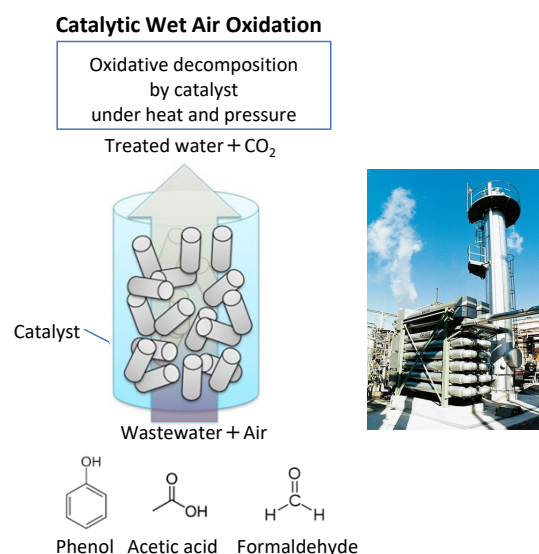 Catalytic Wet Air Oxidation
Oxidative decomposition
by catalyst
under heat and pressure
Treated water+CO₂
Catalyst
Wastewater+Air
OH
O
OH
O
H
C
H
Phenol
Acetic acid
Formaldehyde